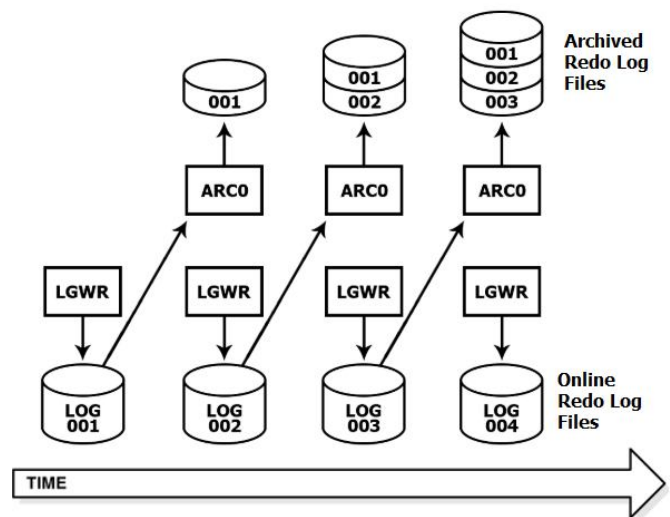 001
001
002
001
002
003
Archived
Redo Log
Files
ARC0
ARC0
ARC0
LGWR
LGWR
LGWR
LGWR
LOG
001
LOG
002
LOG
003
LOG
004
Online
Redo Log
Files
TIME